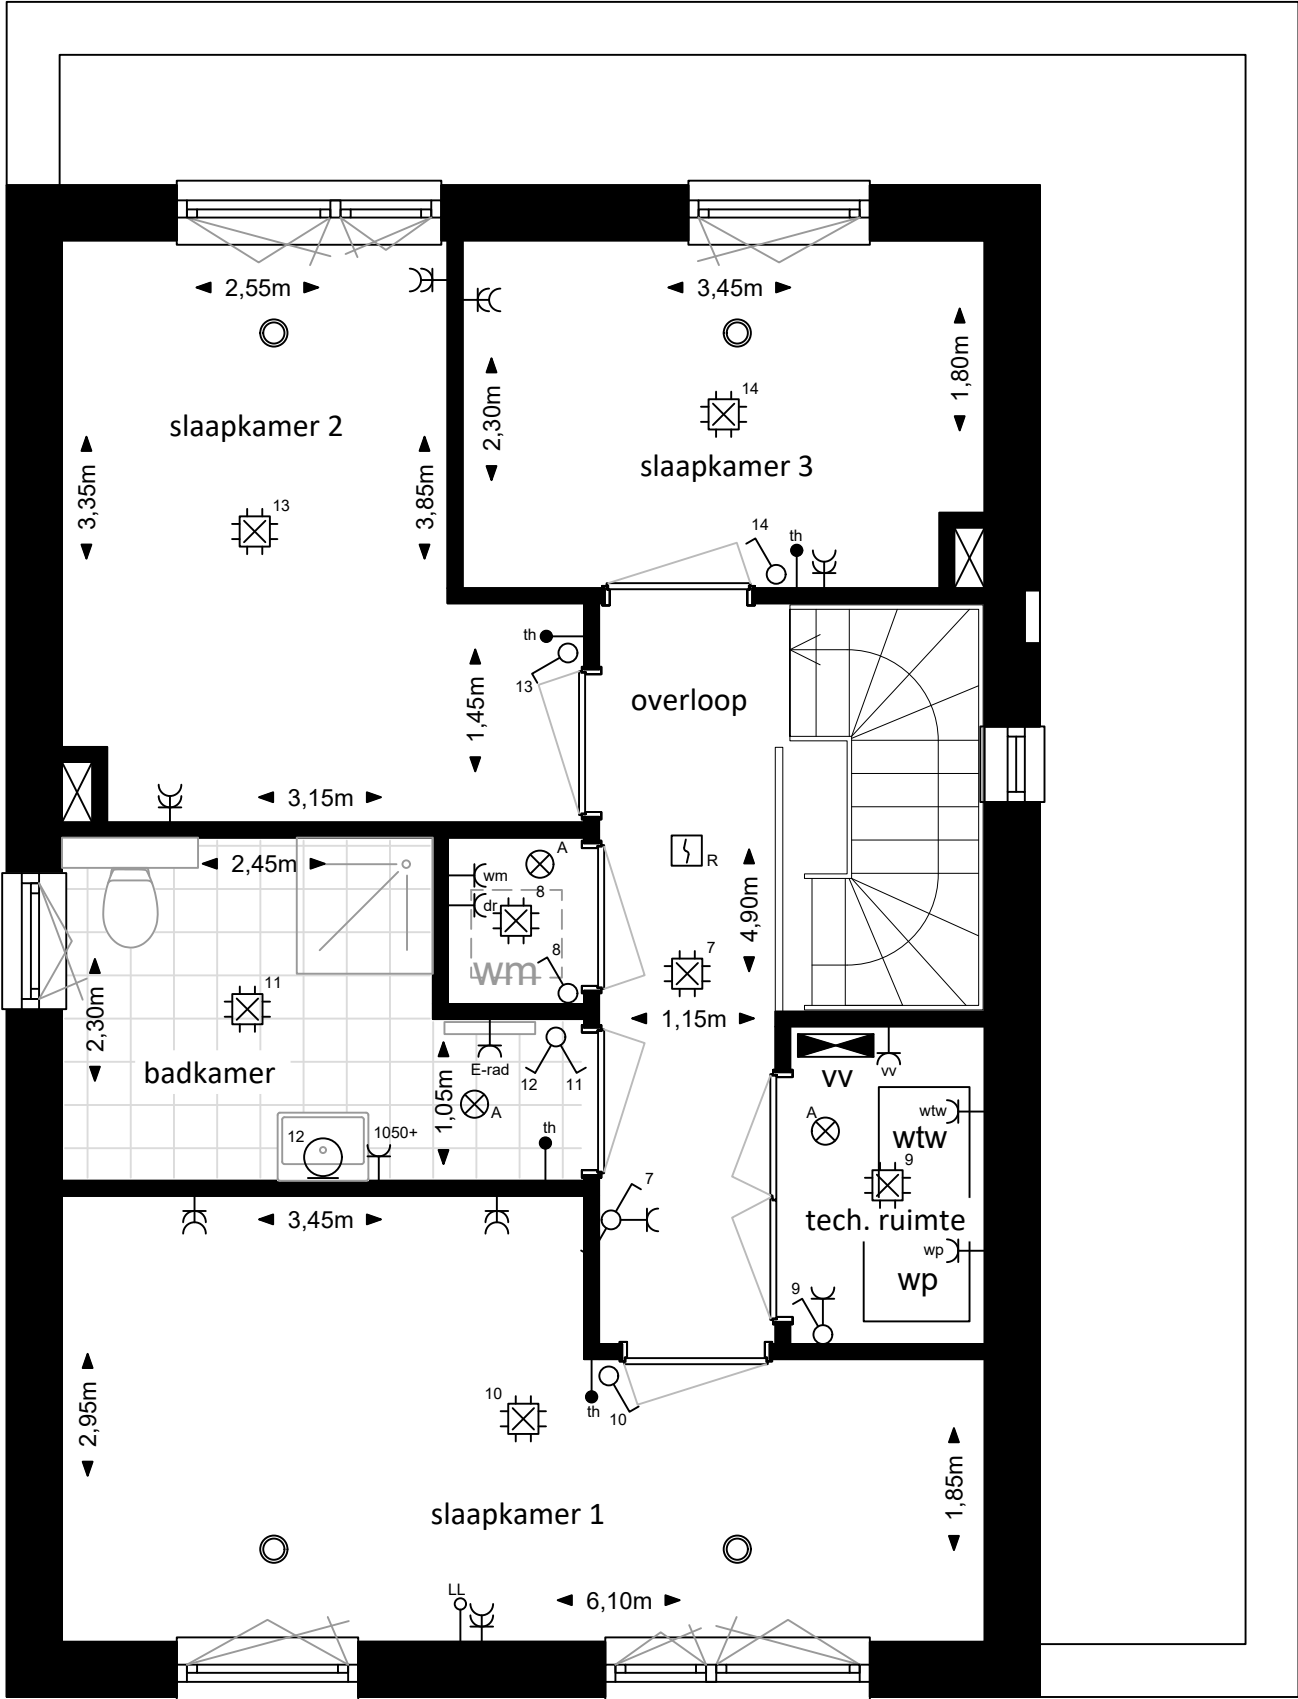 2,55m
3,45m
1,80m
14
2,30m
slaapkamer 2
slaapkamer 3
3,35m
3,85m
13
14
th
th
13
1,45m
overloop
3,15m
2,45m
A
R
wm
8
dr
4,90m
8
7
wm
11
2,30m
1,15m
badkamer
E-rad
12
11
1,05m
A
vv
vv
A
wtw
wtw
12
1050+
th
9
7
3,45m
tech. ruimte
wp
wp
9
2,95m
10
th
10
1,85m
slaapkamer 1
LL
6,10m